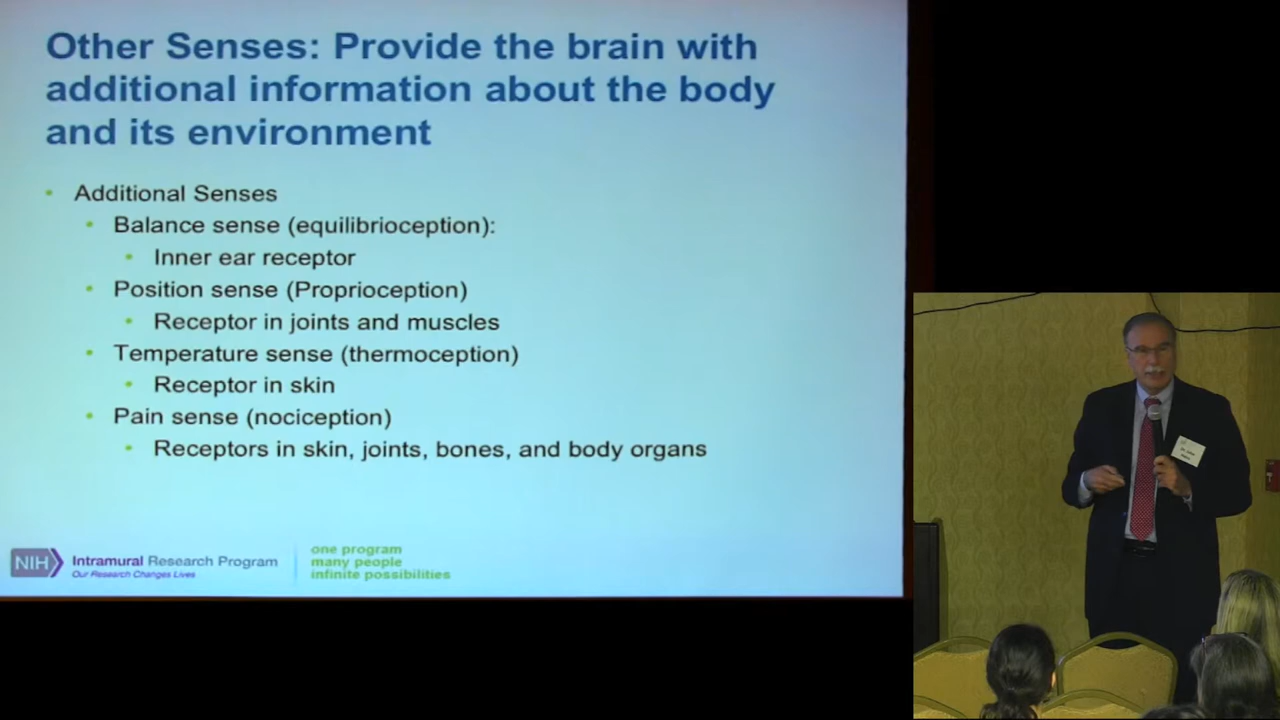 Other Senses: Provide the brain with
additional information about the body
and its environment
• Additional Senses
• Balance sense (equilibrioception):
• Inner ear receptor
• Position sense (Proprioception)
• Receptor in joints and muscles
• Temperature sense (thermoception)
• Receptor in skin
• Pain sense (nociception)
• Receptors in skin, joints, bones, and body organs
NIH
Intramural Research Program
Our Research Changes Lives
one program
many people
infinite possibilities
Dr. John